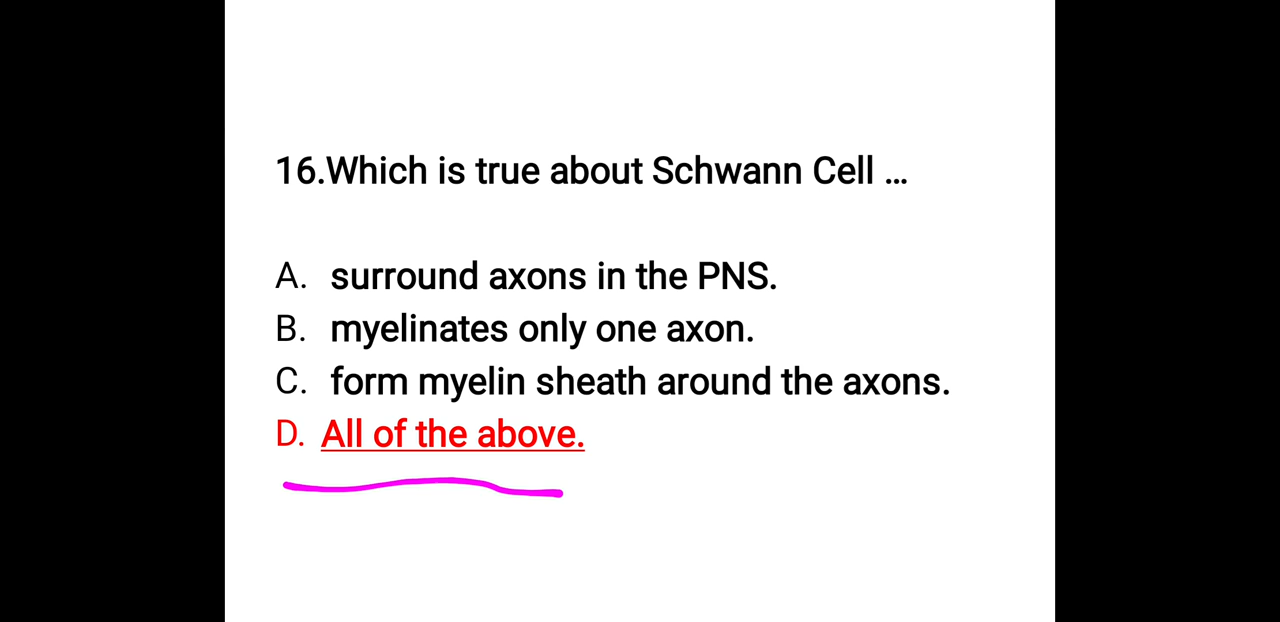 16.Which is true about Schwann Cell ...
A. surround axons in the PNS.
B. myelinates only one axon.
C. form myelin sheath around the axons.
D. All of the above.